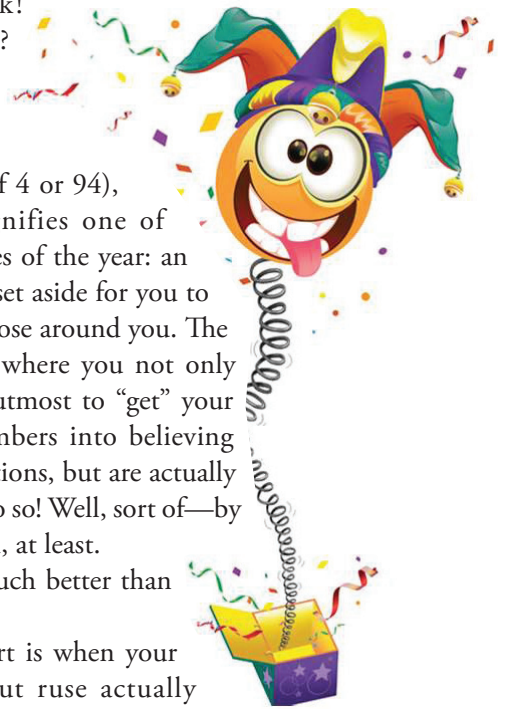 k!
?
f 4 or 94),
nifies one of
es of the year: an
set aside for you to
ose around you. The
where you not only
utmost to “get” your
nbers into believing
tions, but are actually
o so! Well, sort of—by
, at least.
uch better than
rt is when your
ut ruse actually